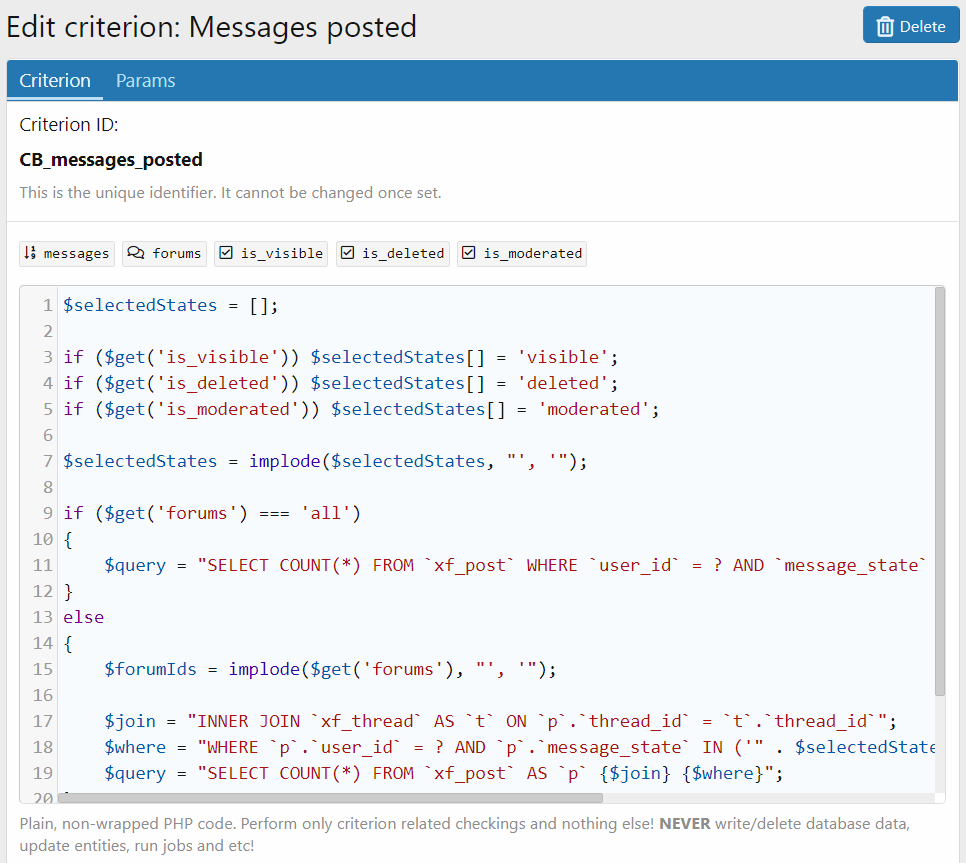 Edit criterion: Messages posted
Delete
Criterion Params
Criterion ID:
CB_messages_posted
This is the unique identifier. It cannot be changed once set.
messages forums is_visible is_deleted is_moderated
1 $selectedStates = [];
2
3 if ($get('is_visible')) $selectedStates[] = 'visible';
4 if ($get('is_deleted')) $selectedStates[] = 'deleted';
5 if ($get('is_moderated')) $selectedStates[] = 'moderated';
6
7 $selectedStates = implode($selectedStates, "', '");
8
9 if ($get('forums') === 'all')
10 {
11     $query = "SELECT COUNT(*) FROM `xf_post` WHERE `user_id` = ? AND `message_state`
12 }
13 else
14 {
15     $forumIds = implode($get('forums'), "', '");
16
17     $join = "INNER JOIN `xf_thread` AS `t` ON `p`.`thread_id` = `t`.`thread_id`";
18     $where = "WHERE `p`.`user_id` = ? AND `p`.`message_state` IN ('" . $selectedState
19     $query = "SELECT COUNT(*) FROM `xf_post` AS `p` {$join} {$where}";
20
Plain, non-wrapped PHP code. Perform only criterion related checkings and nothing else! NEVER write/delete database data,
update entities, run jobs and etc!